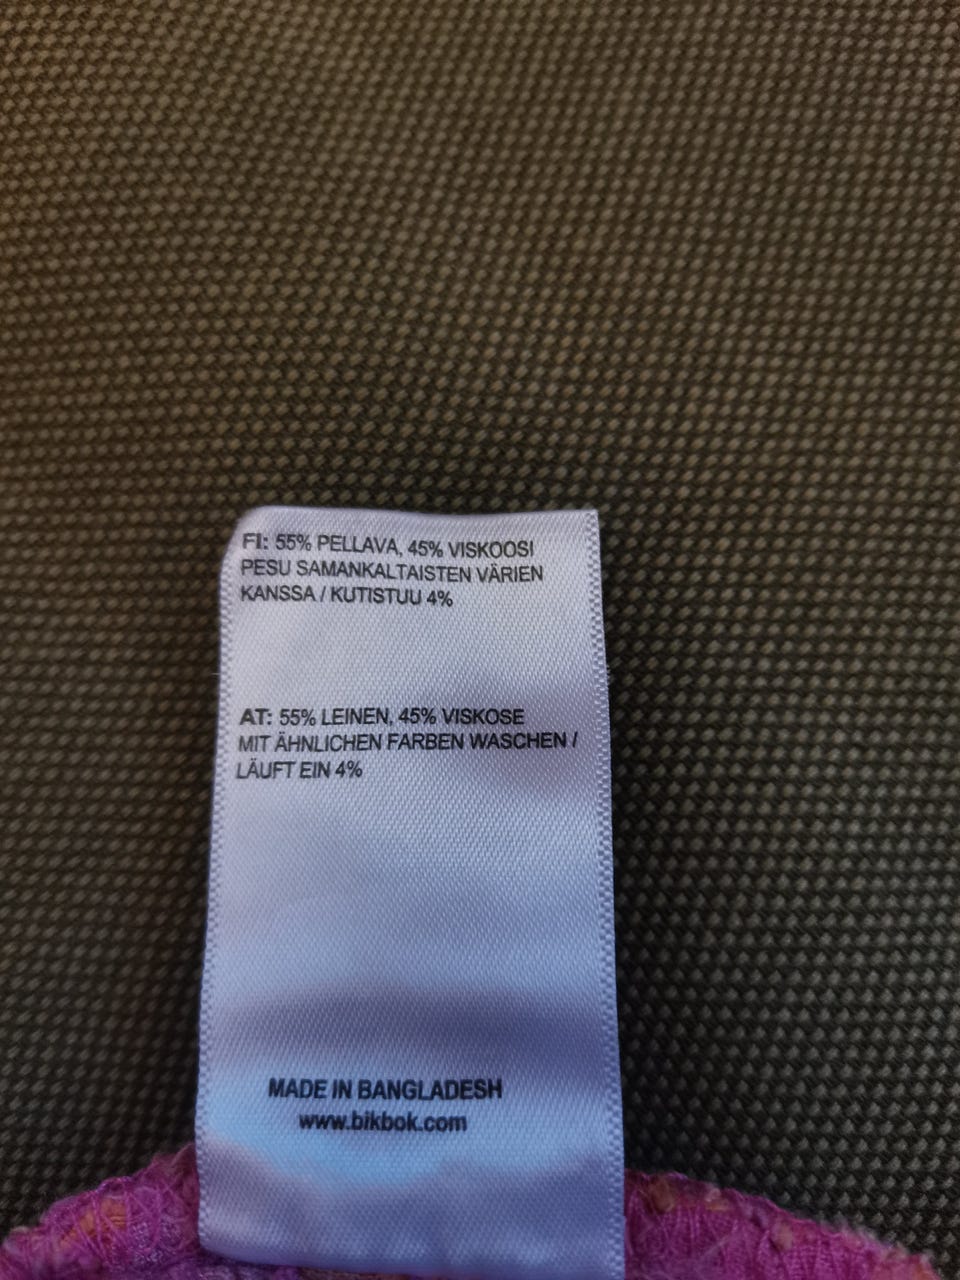 FI: 55% PELLAVA, 45% VISKOOSI
PESU SAMANKALTAISTEN VÄRIEN
KANSSA / KUTISTUU 4%
AT: 55% LEINEN, 45% VISKOSE
MIT ÄHNLICHEN FARBEN WASCHEN /
LÄUFT EIN 4%
MADE IN BANGLADESH
www.bikbok.com